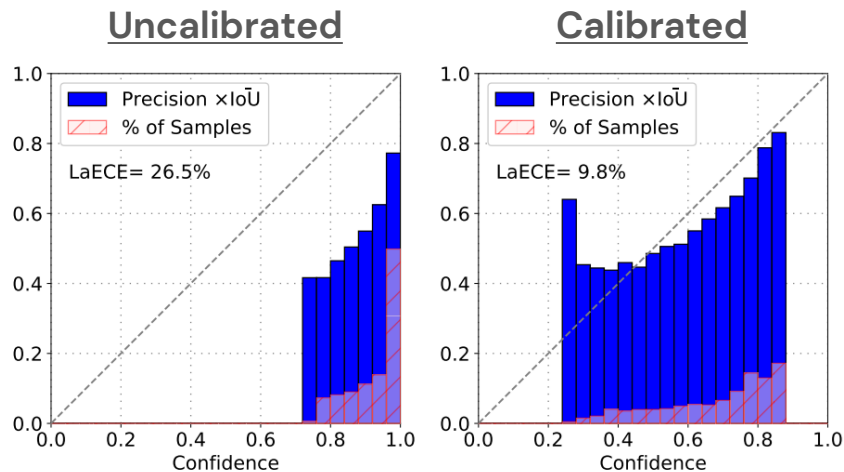 Uncalibrated
Precision ×IoŪ
% of Samples
LaECE= 26.5%
1.0
0.8
0.6
0.4
0.2
0.0
0.0 0.2 0.4 0.6 0.8 1.0
Confidence
Calibrated
Precision ×IoŪ
% of Samples
LaECE= 9.8%
1.0
0.8
0.6
0.4
0.2
0.0
0.0 0.2 0.4 0.6 0.8 1.0
Confidence